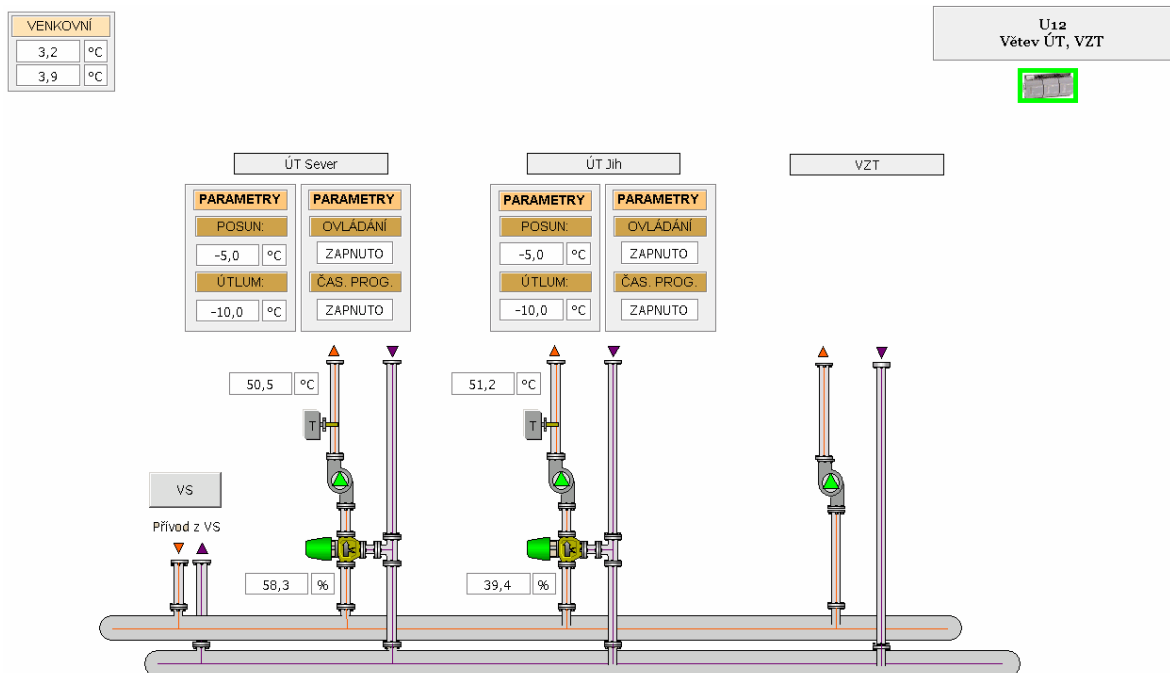 VENKOVNÍ
3,2 °C
3,9 °C
U12
Větev ÚT, VZT
ÚT Sever
PARAMETRY PARAMETRY
POSUN: OVLÁDÁNÍ
-5,0 °C ZAPNUTO
ÚTLUM: ČAS. PROG.
-10,0 °C ZAPNUTO
50,5 °C
T
58,3 %
ÚT Jih
PARAMETRY PARAMETRY
POSUN: OVLÁDÁNÍ
-5,0 °C ZAPNUTO
ÚTLUM: ČAS. PROG.
-10,0 °C ZAPNUTO
51,2 °C
T
39,4 %
VZT
VS
Přívod z VS